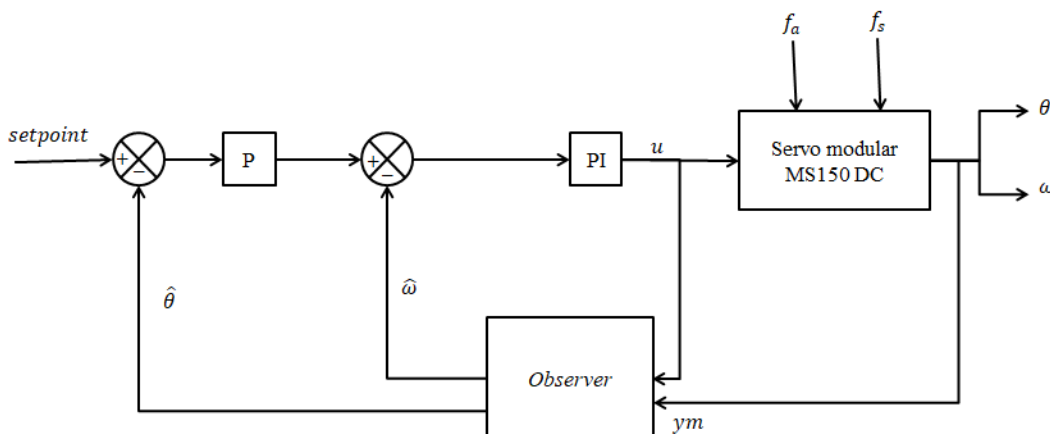 f_a
f_s
setpoint
+
−
P
+
−
PI
u
Servo modular
MS150 DC
θ
ω
θ̂
ω̂
Observer
ym